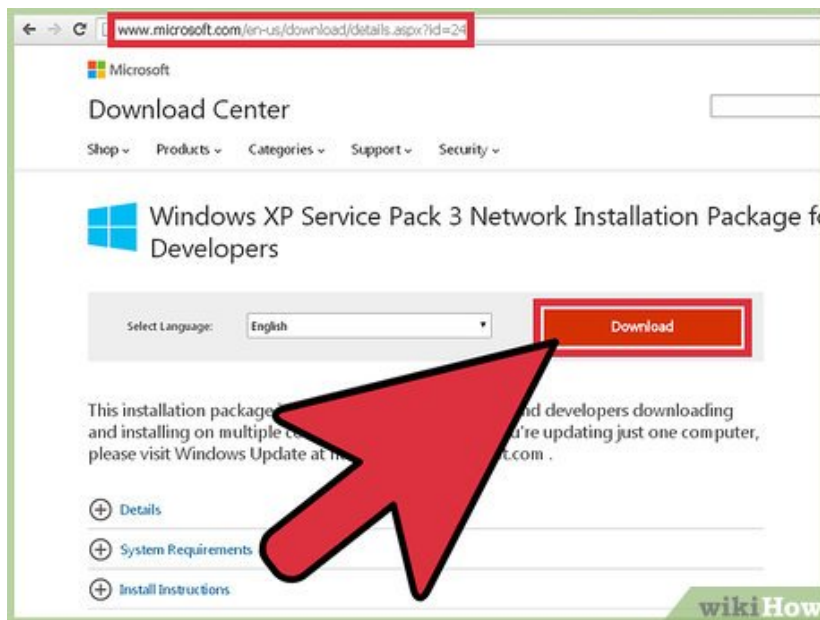 www.microsoft.com/en-us/download/details.aspx?id=24
Microsoft
Download Center
Shop Products Categories Support Security
Windows XP Service Pack 3 Network Installation Package
Developers
Select Language: English Download
This installation package nd developers downloading
and installing on multiple u're updating just one computer,
please visit Windows Update at t.com .
Details
System Requirements
Install Instructions
wikiHow